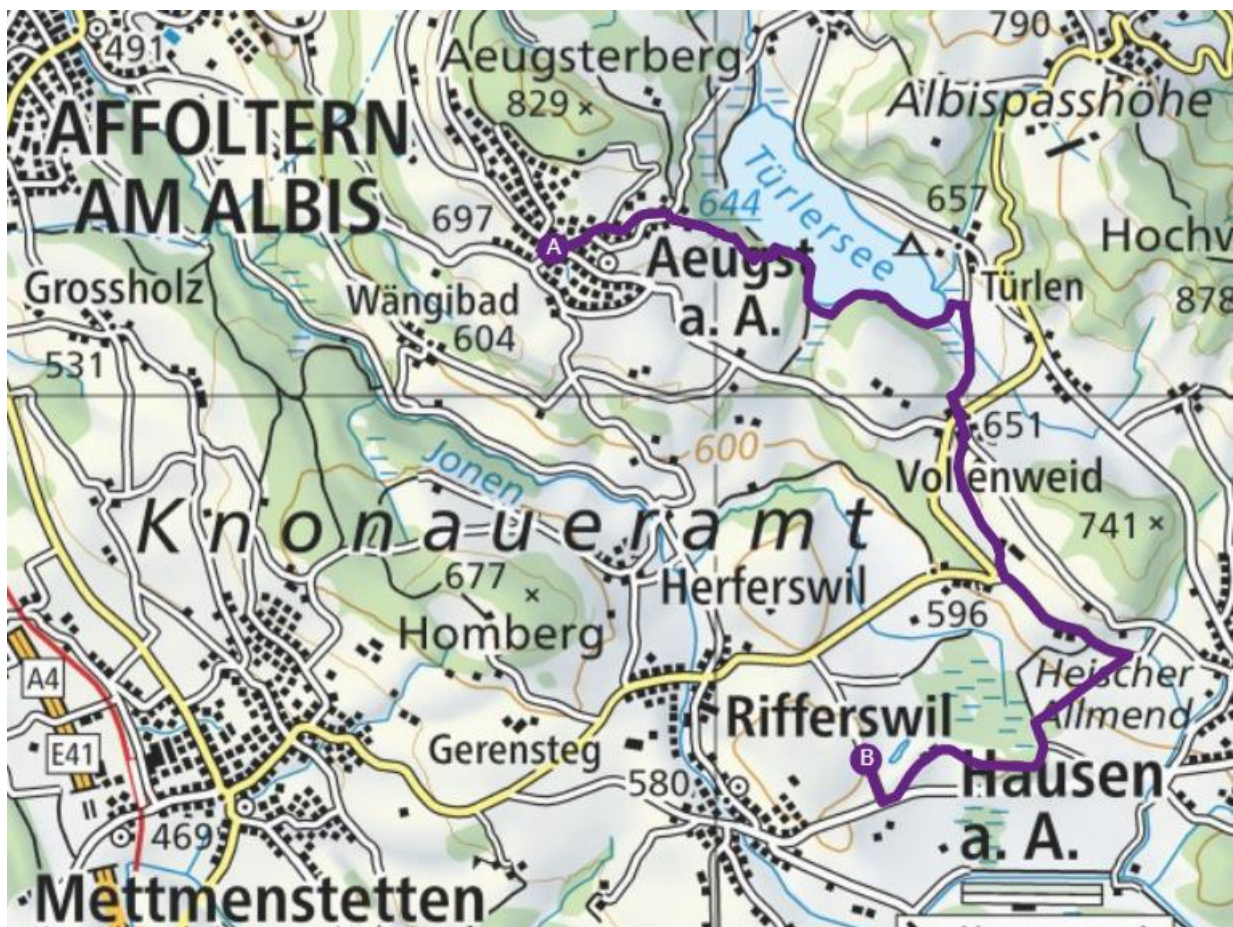 790
491
Aeugsterberg
829
Albispasshöhe
AFFOLTERN
AM ALBIS
Türlersee
644
657
697
A
Aeugst
a. A.
Türlen
878
Grossholz
Wängibad
604
531
651
600
Jonen
Vollenweid
Knonaueramt
741
677
Herferswil
596
Homberg
A4
Heischer
Allmend
Rifferswil
E41
Gerensteg
B
Hausen
a. A.
580
469
Mettmenstetten